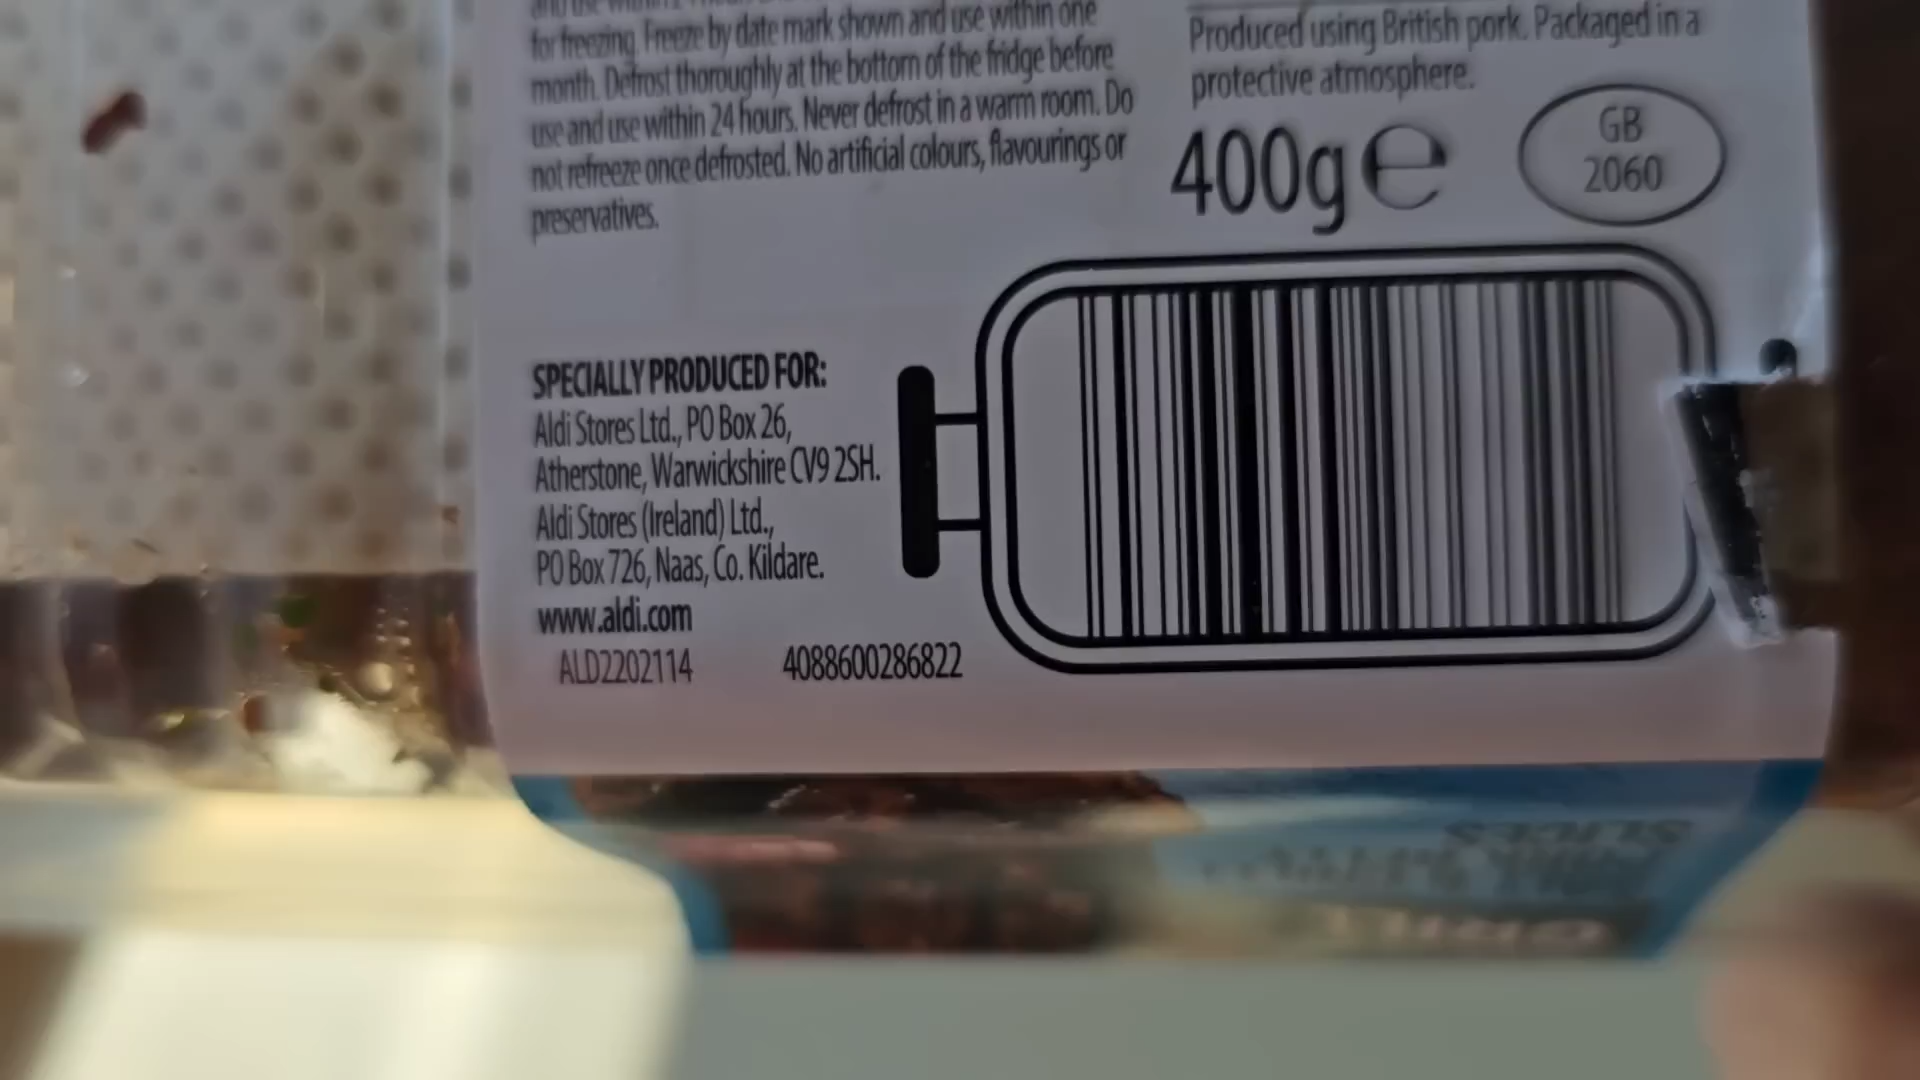 for freezing. Freeze by date mark shown and use within one
month. Defrost thoroughly at the bottom of the fridge before
use and use within 24 hours. Never defrost in a warm room. Do
not refreeze once defrosted. No artificial colours, flavourings or
preservatives.
Produced using British pork. Packaged in a
protective atmosphere.
400g e
GB
2060
SPECIALLY PRODUCED FOR:
Aldi Stores Ltd., PO Box 26,
Atherstone, Warwickshire CV9 2SH.
Aldi Stores (Ireland) Ltd.,
PO Box 726, Naas, Co. Kildare.
www.aldi.com
ALD2202114 4088600286822
SLICES